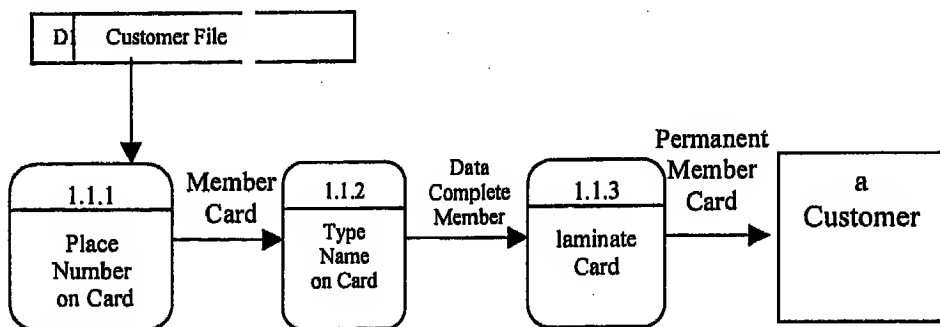 D Customer File
1.1.1
Place
Number
on Card
Member
Card
1.1.2
Type
Name
on Card
Data
Complete
Member
1.1.3
laminate
Card
Permanent
Member
Card
a
Customer